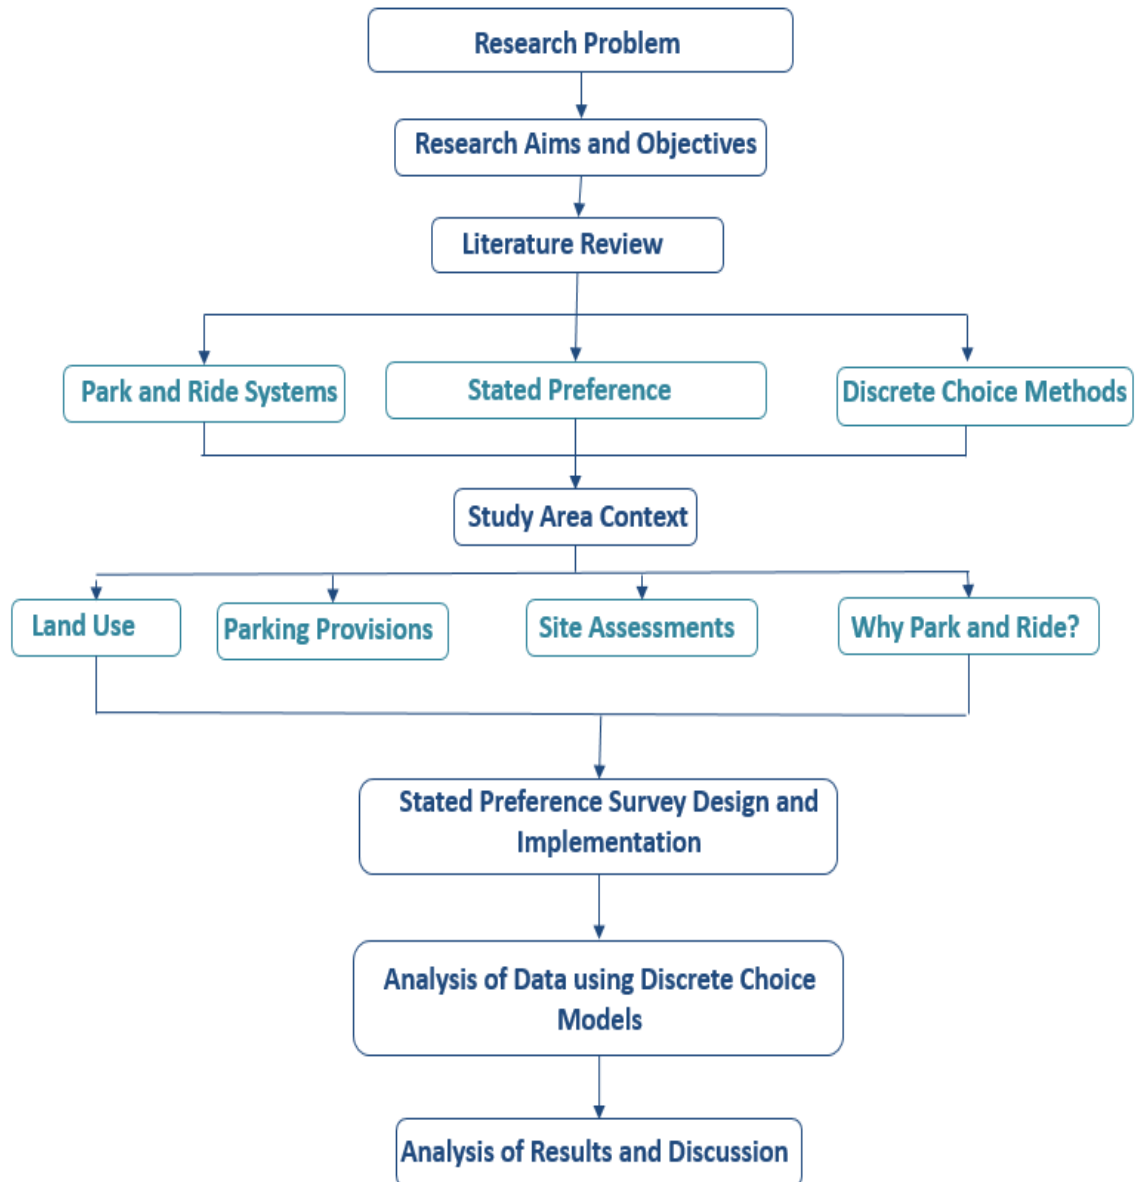 Research Problem
Research Aims and Objectives
Literature Review
Park and Ride Systems
Stated Preference
Discrete Choice Methods
Study Area Context
Land Use
Parking Provisions
Site Assessments
Why Park and Ride?
Stated Preference Survey Design and
Implementation
Analysis of Data using Discrete Choice
Models
Analysis of Results and Discussion